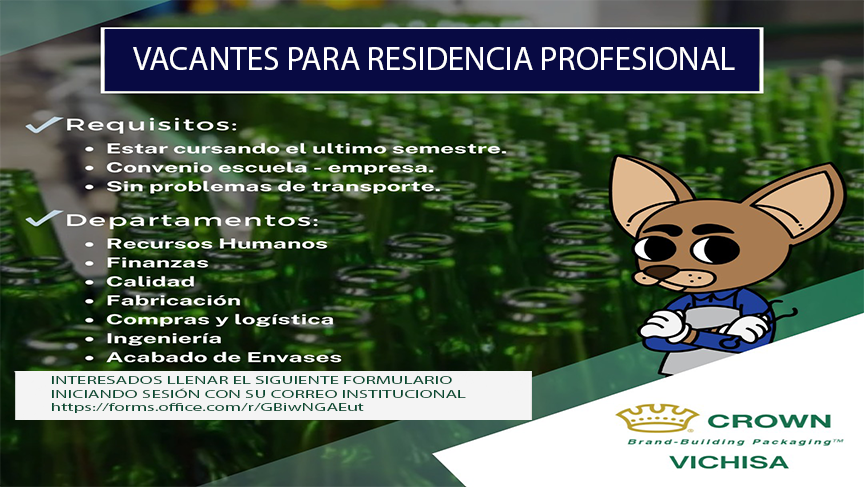 VACANTES PARA RESIDENCIA PROFESIONAL
Requisitos:
• Estar cursando el ultimo semestre.
• Convenio escuela - empresa.
• Sin problemas de transporte.
Departamentos:
• Recursos Humanos
• Finanzas
• Calidad
• Fabricación
• Compras y logística
• Ingeniería
• Acabado de Envases
INTERESADOS LLENAR EL SIGUIENTE FORMULARIO
INICIANDO SESIÓN CON SU CORREO INSTITUCIONAL
https://forms.office.com/r/GBiwNGAEut
CROWN
Brand-Building Packaging™
VICHISA